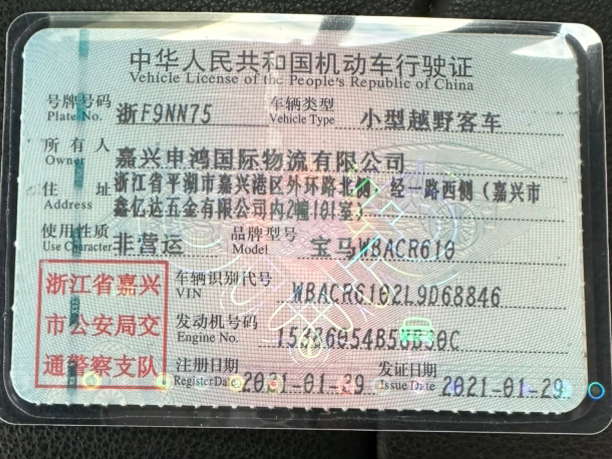 中华人民共和国机动车行驶证
Vehicle License of the People's Republic of China
号牌号码 浙F9NN75 车辆类型 小型越野客车
Plate No. Vehicle Type
所有人 嘉兴申鸿国际物流有限公司
Owner
住址 浙江省平湖市嘉兴港区外环路北侧、经一路西侧（嘉兴市
Address 鑫亿达五金有限公司内2幢101室）
使用性质 非营运 品牌型号 宝马WBACR610
Use Character Model
浙江省嘉兴
市公安局交
通警察支队
车辆识别代号 WBACR6102L9D68846
VIN
发动机号码
Engine No.
注册日期 2021-01-29 发证日期 2021-01-29
Register Date Issue Date